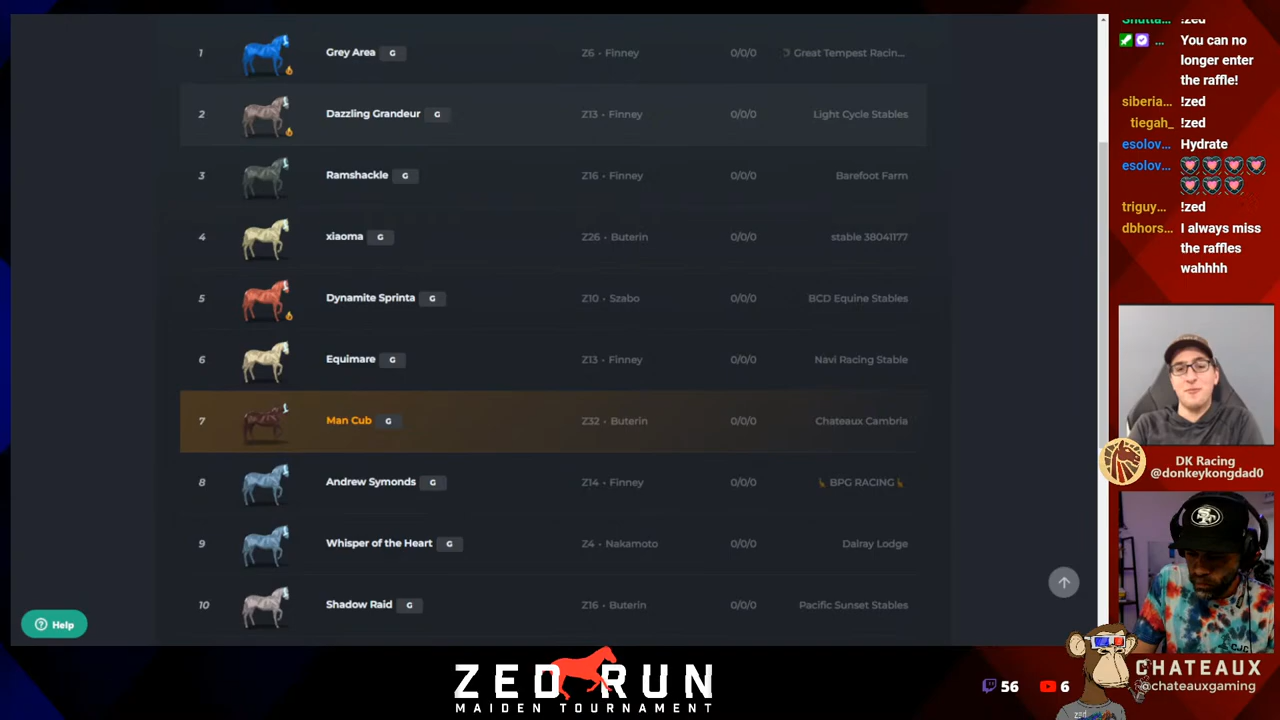 1 Grey Area G Z6 • Finney 0/0/0 Great Tempest Racin...
2 Dazzling Grandeur G Z13 • Finney 0/0/0 Light Cycle Stables
3 Ramshackle G Z16 • Finney 0/0/0 Barefoot Farm
4 xiaoma G Z26 • Buterin 0/0/0 stable 38041177
5 Dynamite Sprinta G Z10 • Szabo 0/0/0 BCD Equine Stables
6 Equimare G Z13 • Finney 0/0/0 Navi Racing Stable
7 Man Cub G Z32 • Buterin 0/0/0 Chateaux Cambria
8 Andrew Symonds G Z14 • Finney 0/0/0 BPG RACING
9 Whisper of the Heart G Z4 • Nakamoto 0/0/0 Dalray Lodge
10 Shadow Raid G Z16 • Buterin 0/0/0 Pacific Sunset Stables
Help
!zed
... You can no
longer enter
the raffle!
siberia... !zed
tiegah_ !zed
esolov... Hydrate
esolov...
triguy... !zed
dbhors... I always miss
the raffles
wahhhh
DK Racing
@donkeykongdad0
ZED RUN
MAIDEN TOURNAMENT
56 6
CHATEAUX
@chateauxgaming